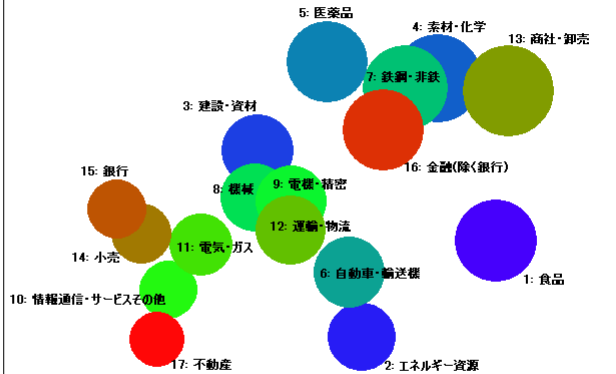 5: 医薬品
4: 素材・化学
13: 商社・卸売
7: 鉄鋼・非鉄
3: 建設・資材
16: 金融(除く銀行)
15: 銀行
8: 機械
9: 電機・精密
12: 運輸・物流
11: 電気・ガス
14: 小売
6: 自動車・輸送機
1: 食品
10: 情報通信・サービスその他
17: 不動産
2: エネルギー資源